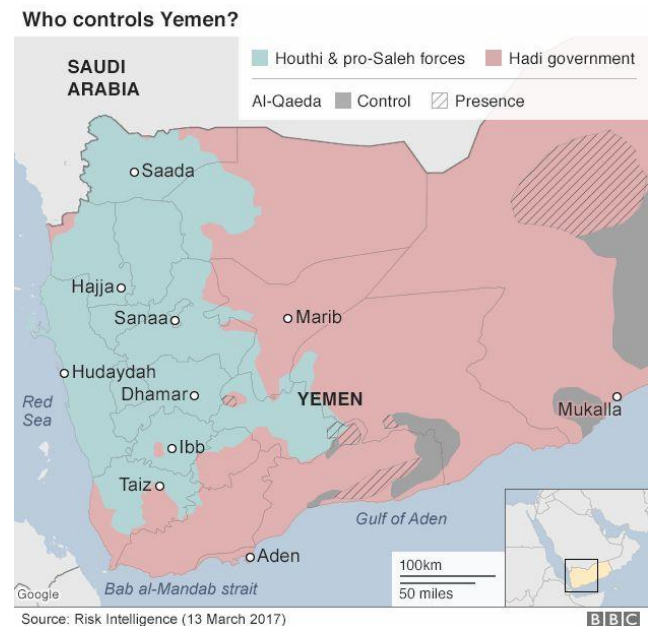 Who controls Yemen?
SAUDI
ARABIA
Houthi & pro-Saleh forces
Hadi government
Al-Qaeda
Control
Presence
Saada
Hajja
Sanaa
Marib
Hudaydah
Dhamar
YEMEN
Red
Sea
Mukalla
Ibb
Taiz
Gulf of Aden
Aden
100km
50 miles
Google
Bab al-Mandab strait
Source: Risk Intelligence (13 March 2017)
BBC